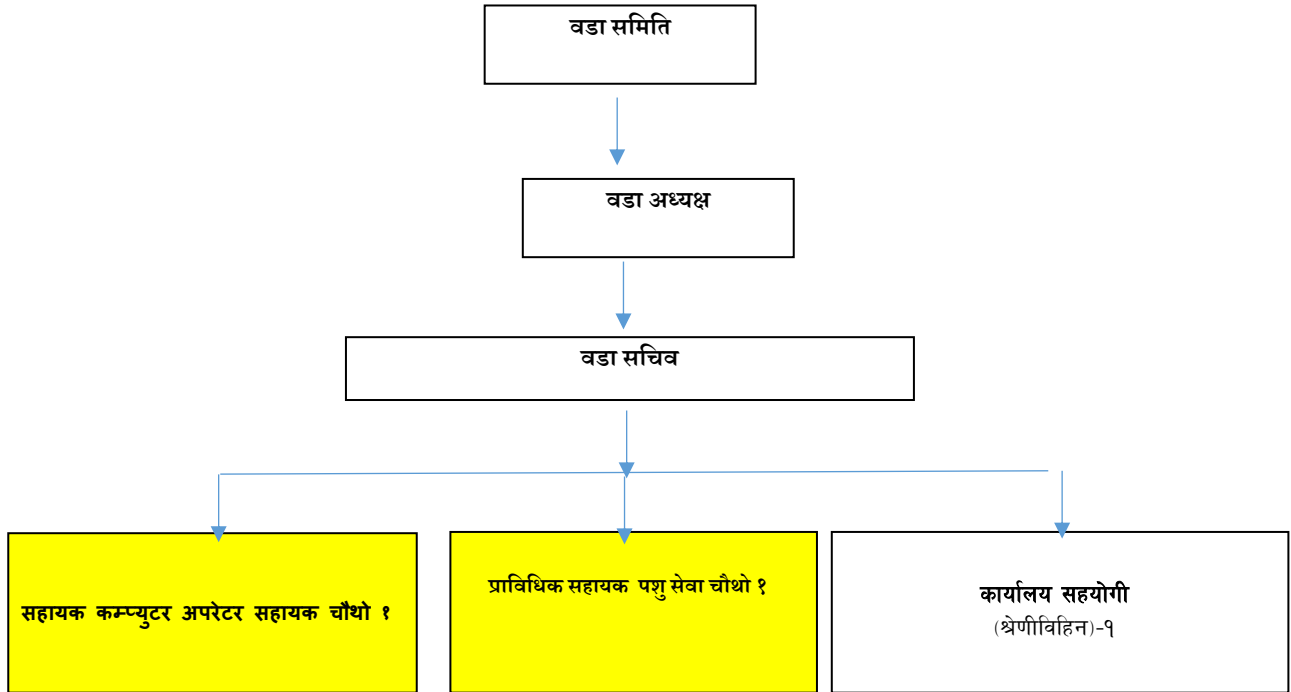 वडा समिति
वडा अध्यक्ष
वडा सचिव
सहायक कम्प्युटर अपरेटर सहायक चौथो १
प्राविधिक सहायक पशु सेवा चौथो १
कार्यालय सहयोगी
(श्रेणीविहिन)-१